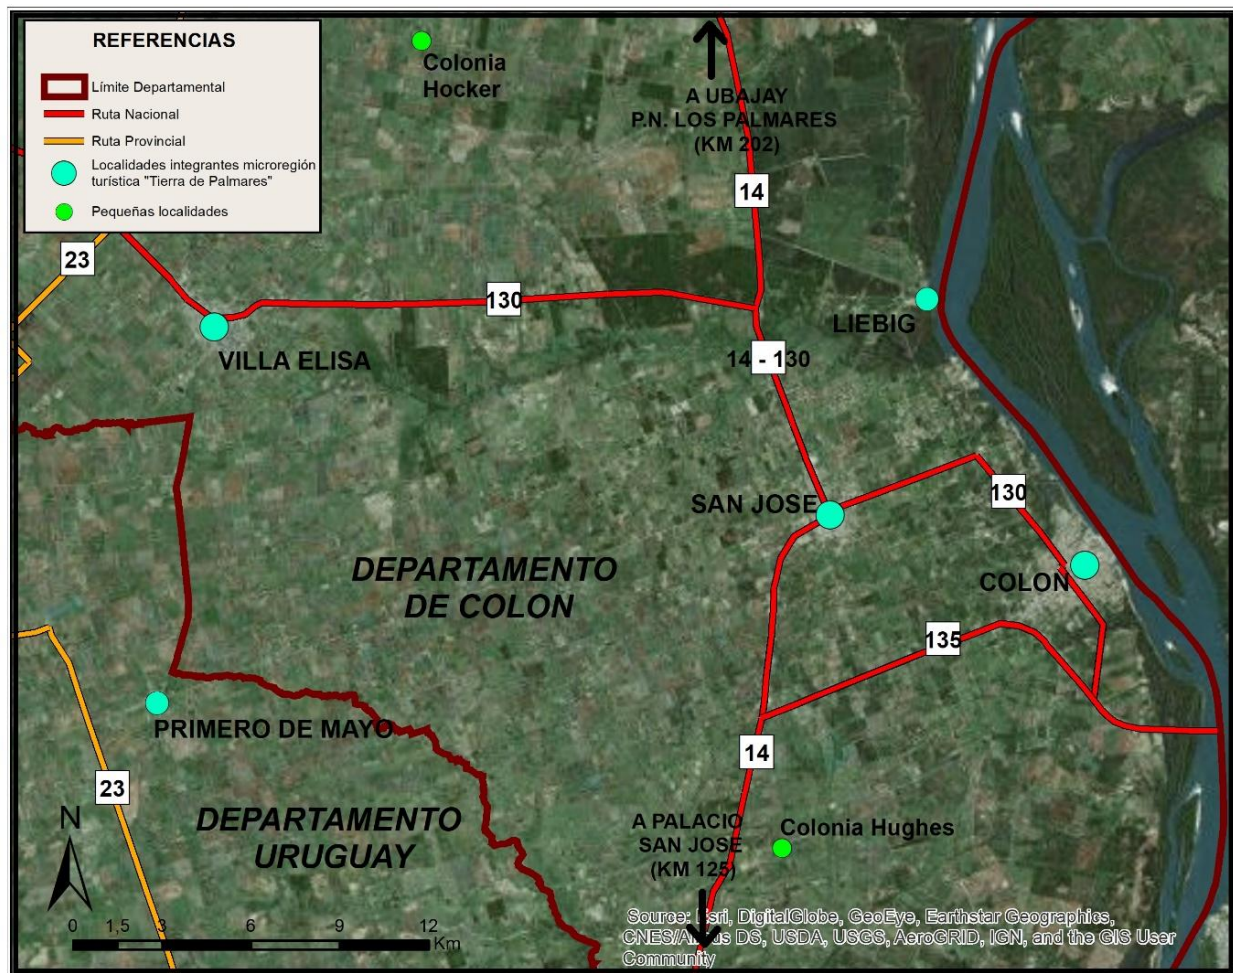 REFERENCIAS
Límite Departamental
Ruta Nacional
Ruta Provincial
Localidades integrantes microregión
turística "Tierra de Palmares"
Pequeñas localidades
Colonia
Hocker
A UBAJAY
P.N. LOS PALMARES
(KM 202)
14
23
130
LIEBIG
VILLA ELISA
14 - 130
SAN JOSE
130
COLON
DEPARTAMENTO
DE COLON
135
PRIMERO DE MAYO
14
23
DEPARTAMENTO
URUGUAY
A PALACIO
SAN JOSE
(KM 125)
Colonia Hughes
N
0 1,5 3 6 9 12
Km
Source: Esri, DigitalGlobe, GeoEye, Earthstar Geographics,
CNES/Airbus DS, USDA, USGS, AeroGRID, IGN, and the GIS User
Community